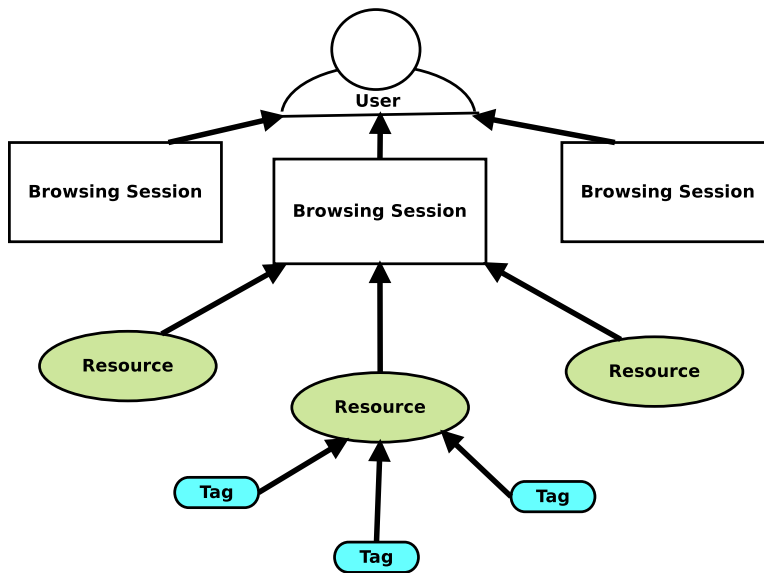 User
Browsing Session
Browsing Session
Browsing Session
Resource
Resource
Resource
Tag
Tag
Tag